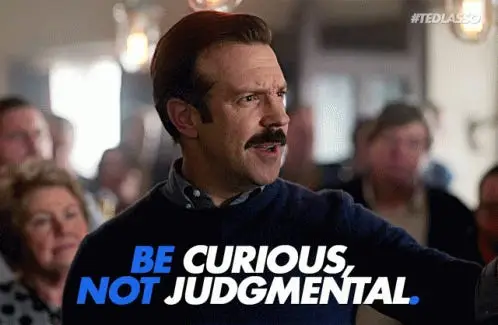 #TEDLASSO
BE CURIOUS,
NOT JUDGMENTAL.